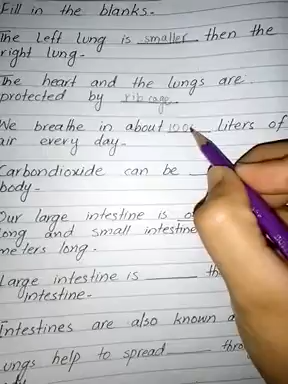 Fill in the blanks.
The left lung is smaller then the
right lung.
The heart and the lungs are
protected by rib cage
We breathe in about liters of
air every day.
Carbondioxide can be
body.
Our large intestine is
long and small intestine
meters long.
Large intestine is
intestine.
Intestines are also known
lungs help to spread